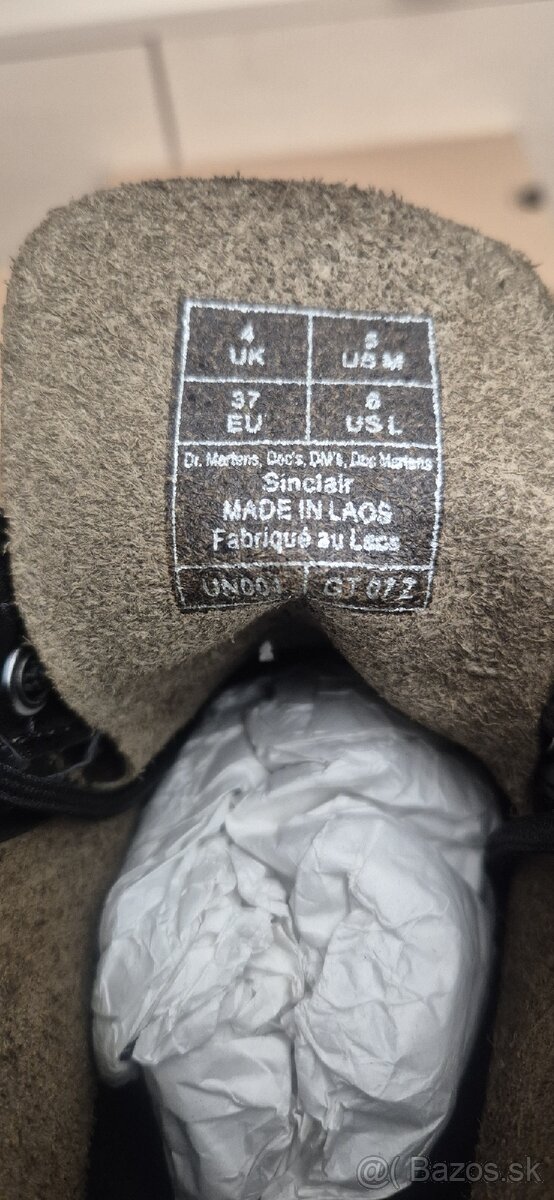 4 5
UK US M
37 6
EU US L
Dr. Martens, Doc's, DM's, Doc Martens
Sinclair
MADE IN LAOS
Fabriqué au Laos
GT
@( Bazos.sk